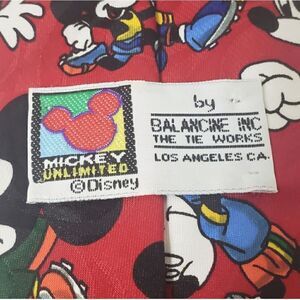 MICKEY
UNLIMITED
©Disney
by
BALANCINE INC
THE TIE WORKS
LOS ANGELES CA.